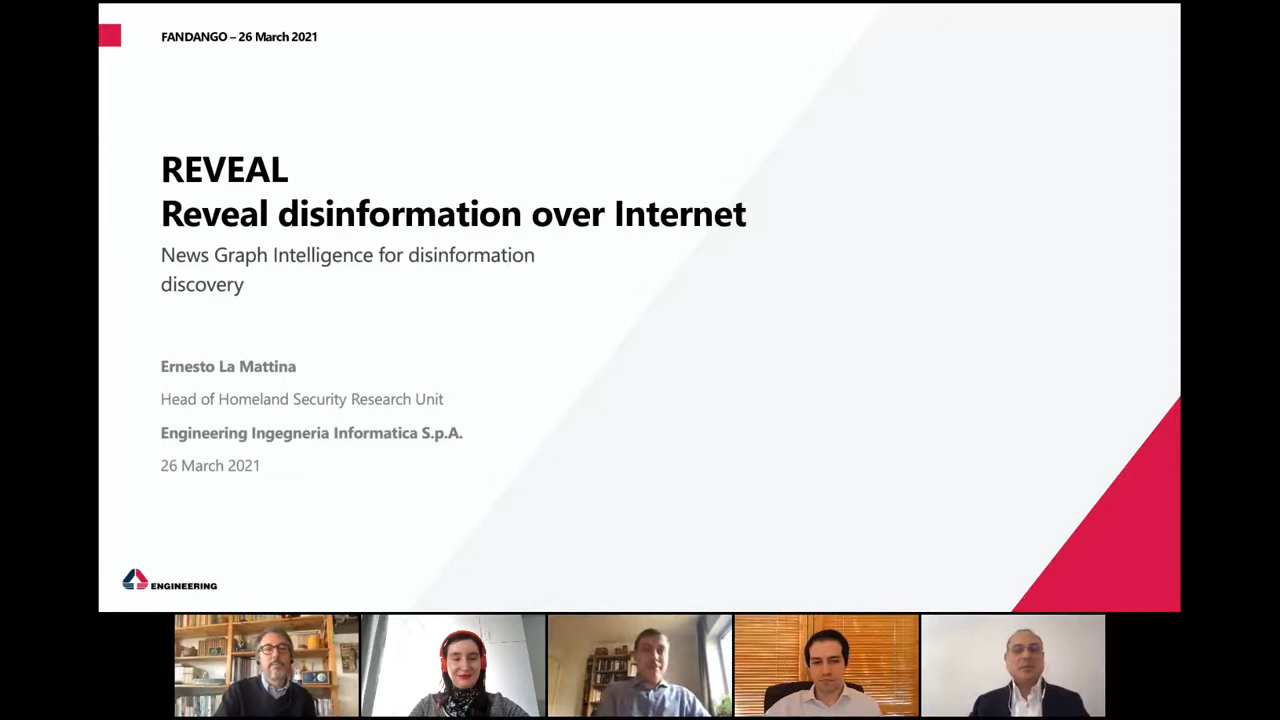 FANDANGO – 26 March 2021
REVEAL
Reveal disinformation over Internet
News Graph Intelligence for disinformation
discovery
Ernesto La Mattina
Head of Homeland Security Research Unit
Engineering Ingegneria Informatica S.p.A.
26 March 2021
ENGINEERING